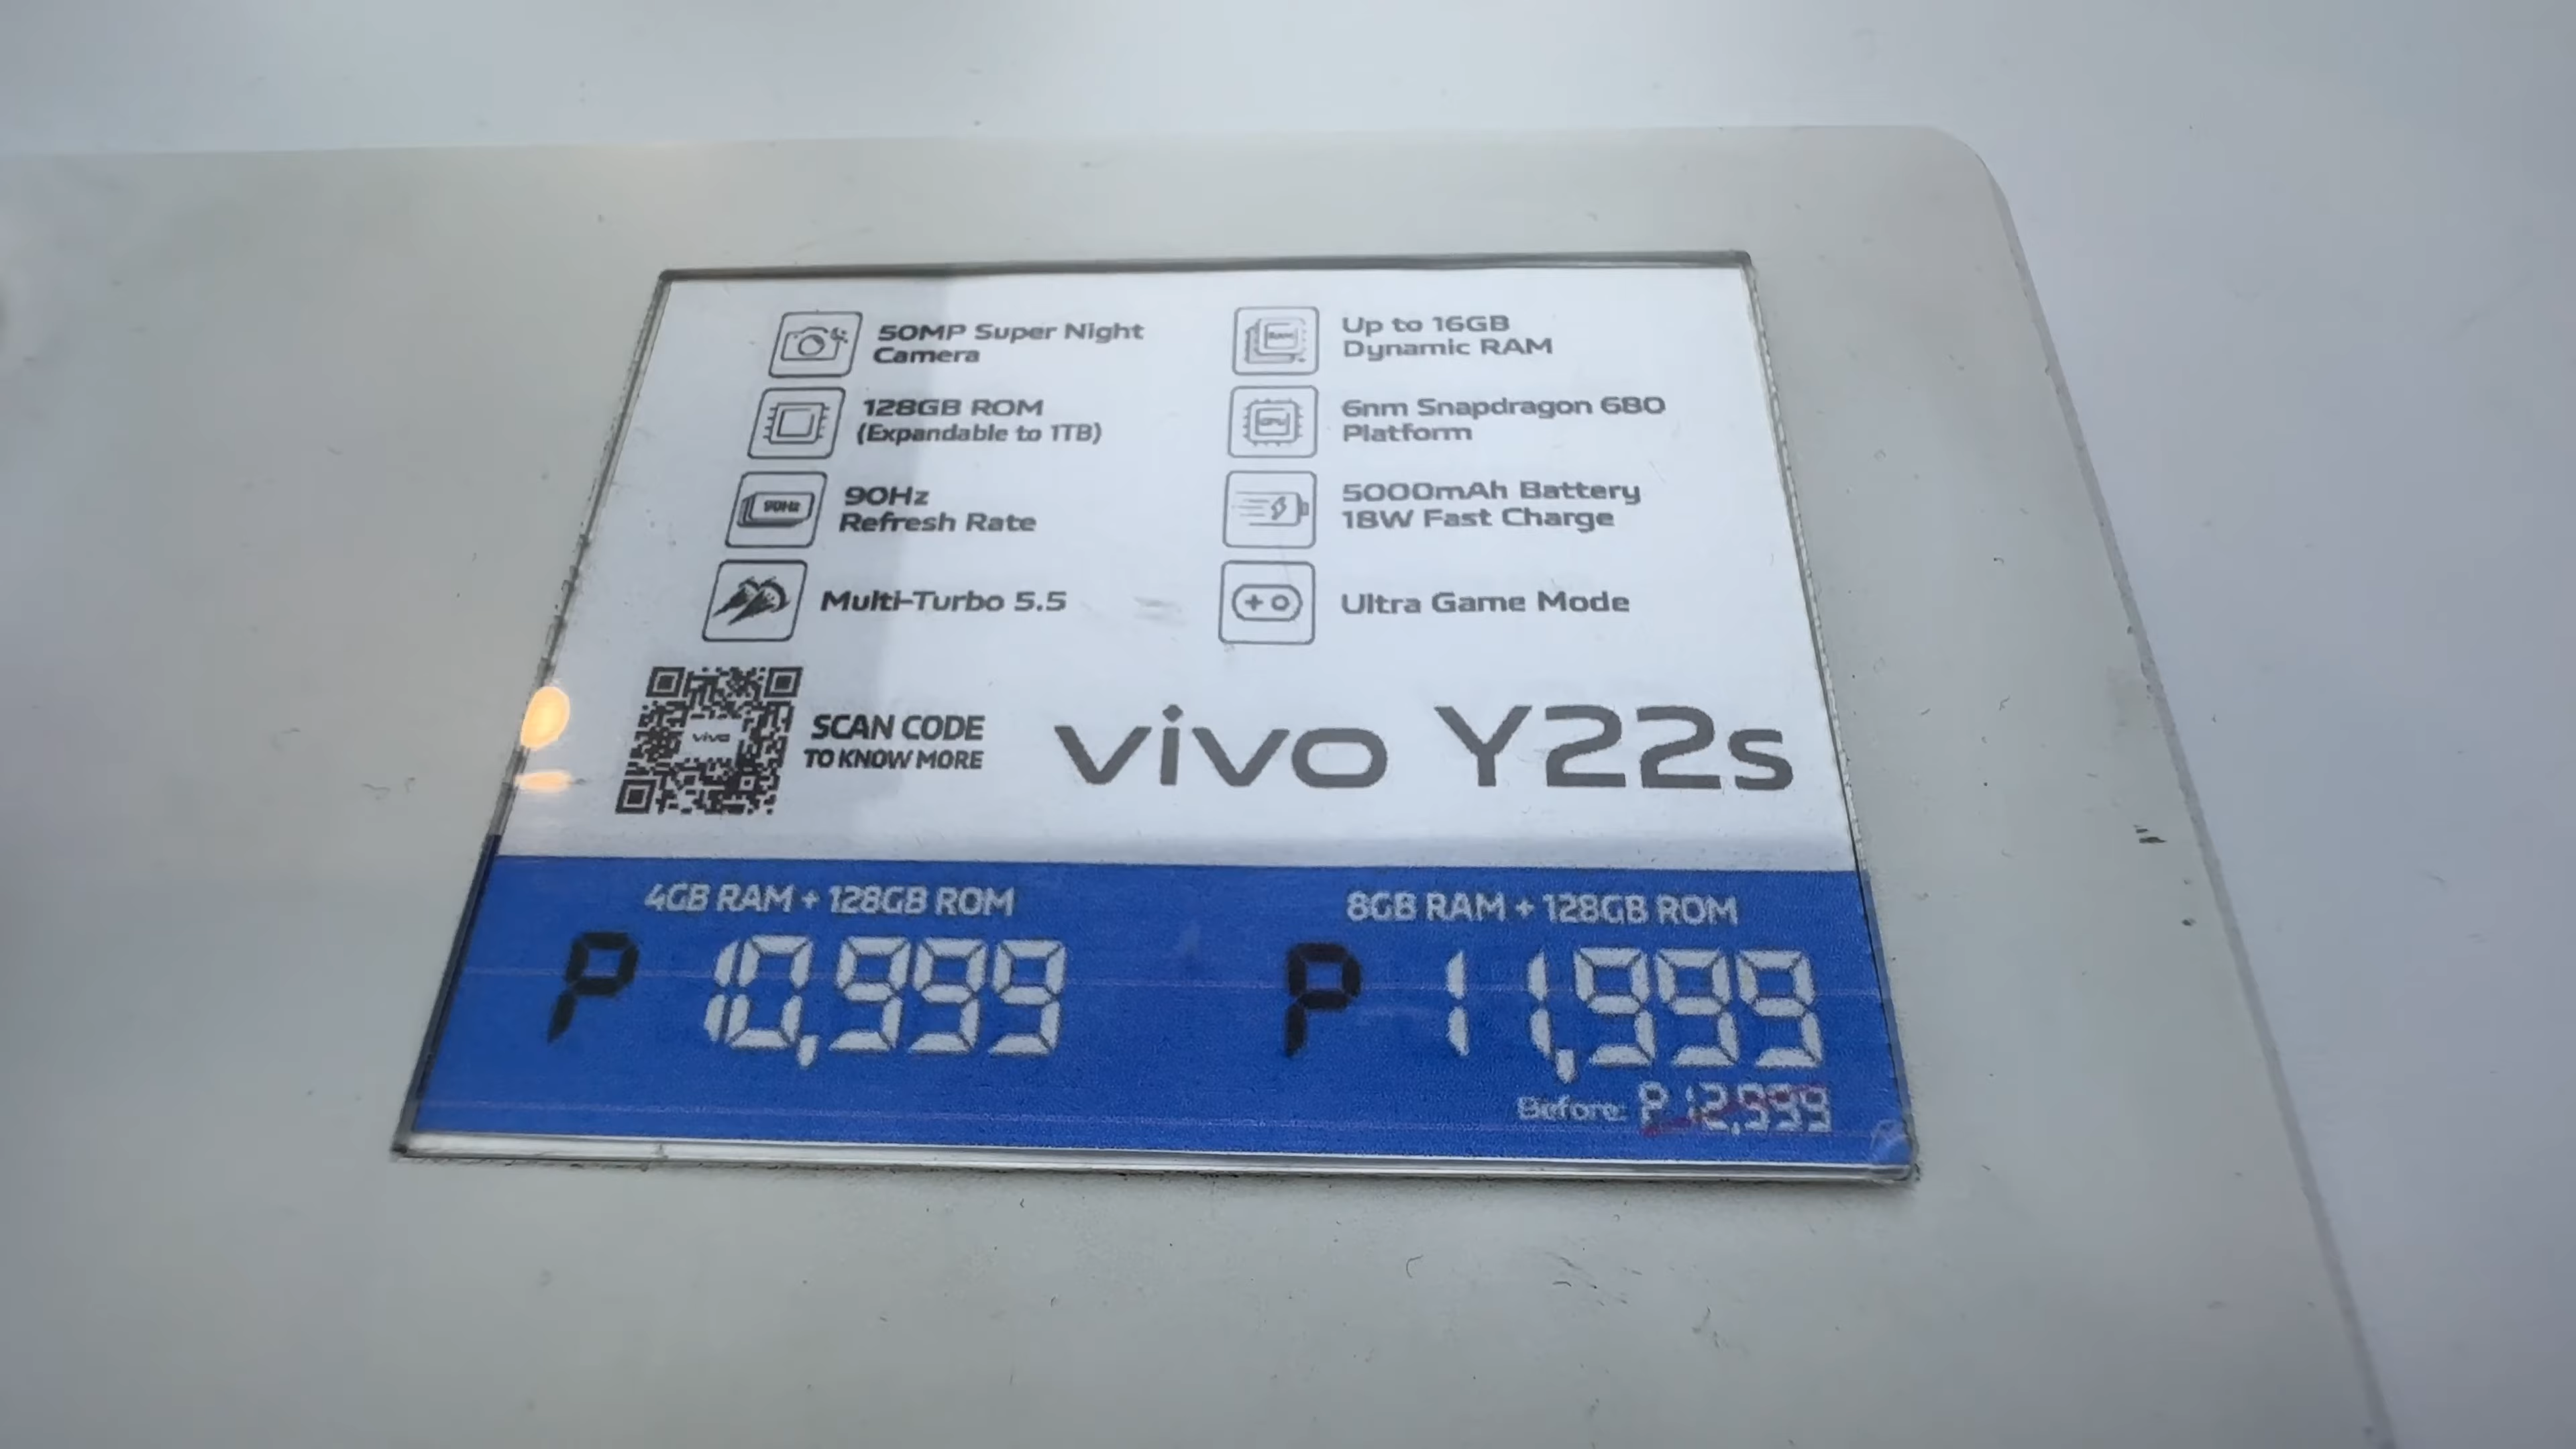 50MP Super Night
Camera
Up to 16GB
Dynamic RAM
128GB ROM
(Expandable to 1TB)
6nm Snapdragon 680
Platform
90Hz
90Hz
Refresh Rate
5000mAh Battery
18W Fast Charge
Multi-Turbo 5.5
Ultra Game Mode
vivo
SCAN CODE
TO KNOW MORE
vivo Y22s
4GB RAM + 128GB ROM
P 10,999
8GB RAM + 128GB ROM
P 11,999
Before: P 12,999